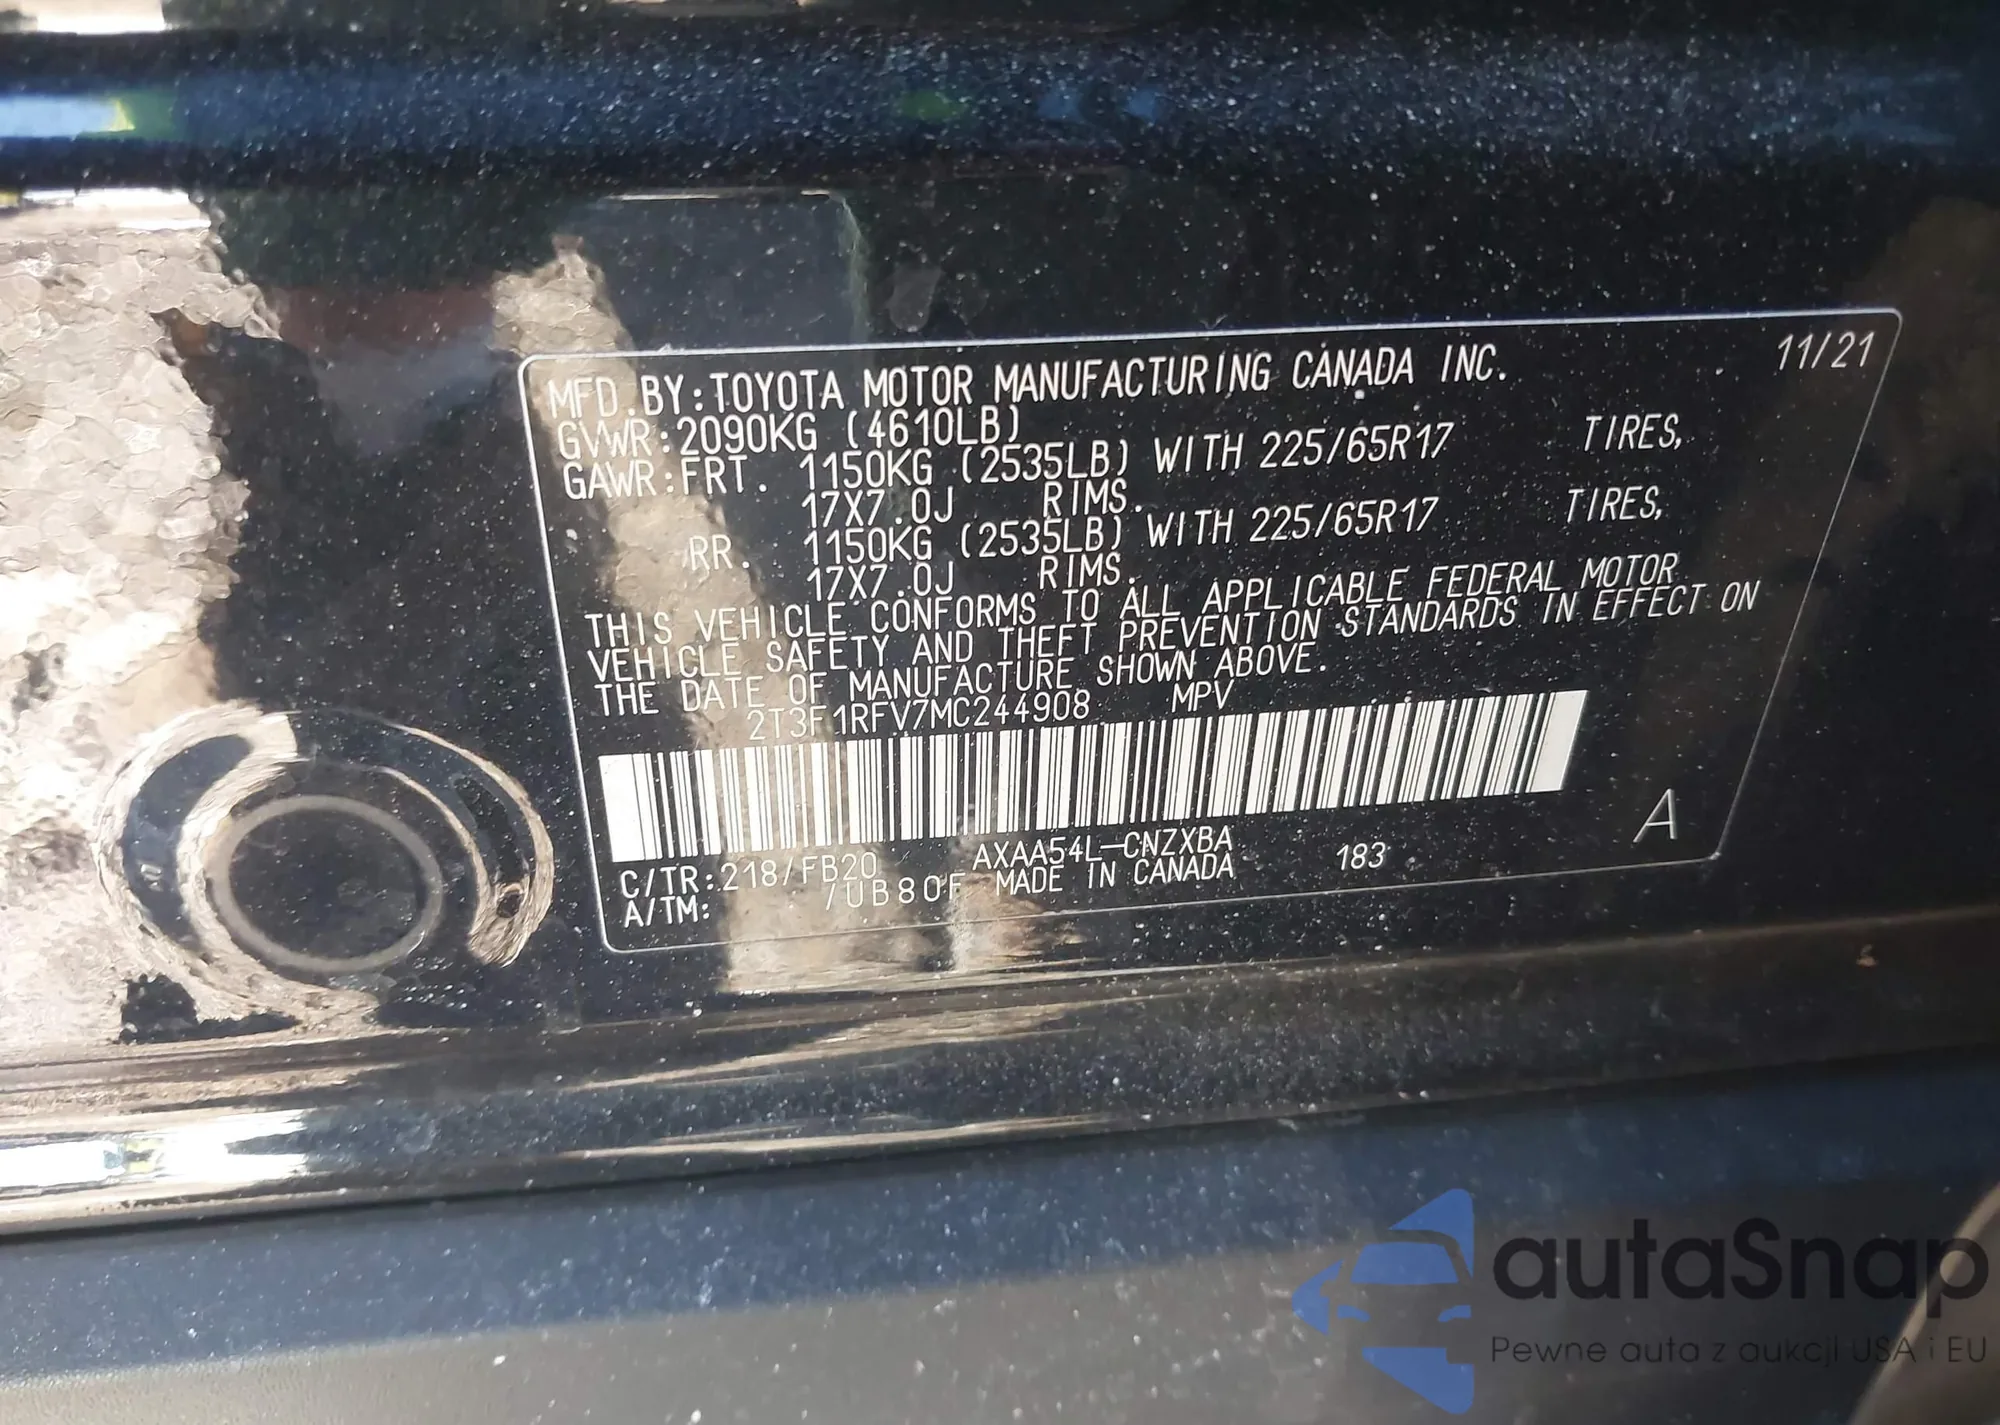 MFD.BY:TOYOTA MOTOR MANUFACTURING CANADA INC. 11/21
GVWR:2090KG (4610LB)
GAWR:FRT. 1150KG (2535LB) WITH 225/65R17 TIRES,
17X7.0J RIMS.
RR. 1150KG (2535LB) WITH 225/65R17 TIRES,
17X7.0J RIMS.
THIS VEHICLE CONFORMS TO ALL APPLICABLE FEDERAL MOTOR
VEHICLE SAFETY AND THEFT PREVENTION STANDARDS IN EFFECT ON
THE DATE OF MANUFACTURE SHOWN ABOVE.
2T3F1RFV7MC244908 MPV
C/TR:218/FB20 AXAA54L-CNZXBA 183 A
A/TM: /UB80F MADE IN CANADA
autaSnap
Pewne auta z aukcji USA i EU